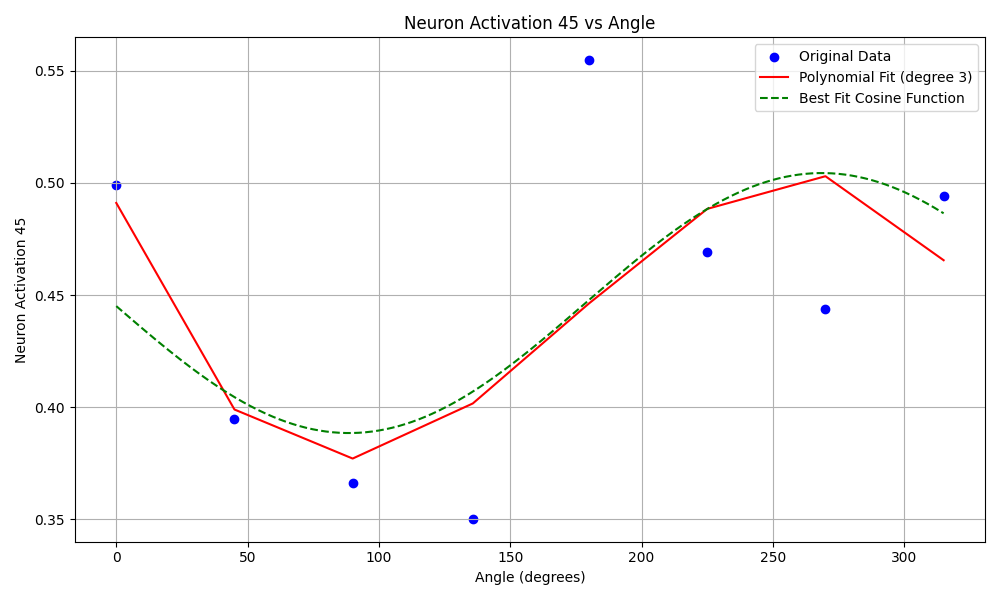 Neuron Activation 45 vs Angle
Original Data
Polynomial Fit (degree 3)
Best Fit Cosine Function
Neuron Activation 45
0.55
0.50
0.45
0.40
0.35
0 50 100 150 200 250 300
Angle (degrees)